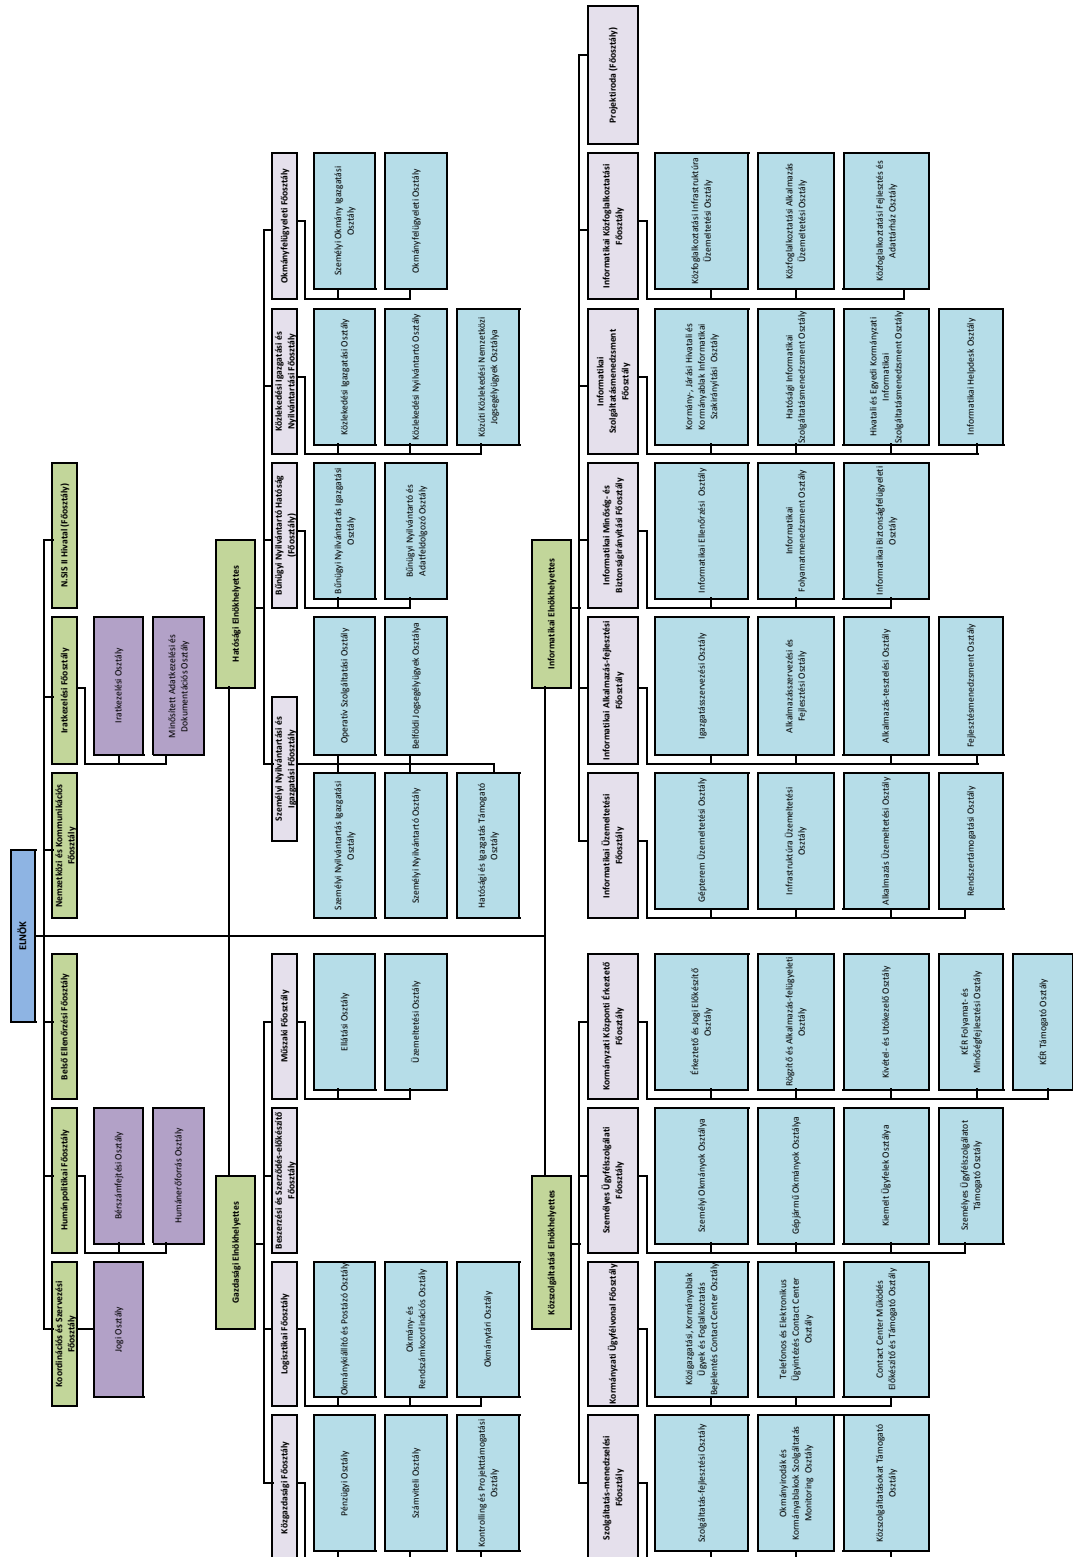 ELNÖK
Koordinációs és Szervezési
Főosztály
Jogi Osztály
Humánpolitikai Főosztály
Bérszámfejtési Osztály
Humánerőforrás Osztály
Belső Ellenőrzési Főosztály
Nemzetközi és Kommunikációs
Főosztály
Iratkezelési Főosztály
Iratkezelési Osztály
Minősített Adatkezelési és
Dokumentációs Osztály
N.SIS II Hivatal (Főosztály)
Gazdasági Elnökhelyettes
Közgazdasági Főosztály
Pénzügyi Osztály
Számviteli Osztály
Kontrolling és Projekttámogatási
Osztály
Logisztikai Főosztály
Okmánykiállító és Postázó Osztály
Okmány- és
Rendszámkoordinációs Osztály
Okmánytári Osztály
Beszerzési és Szerződés-előkészítő
Főosztály
Műszaki Főosztály
Ellátási Osztály
Üzemeltetési Osztály
Hatósági Elnökhelyettes
Személyi Nyilvántartási és
Igazgatási Főosztály
Személyi Nyilvántartás Igazgatási
Osztály
Személyi Nyilvántartó Osztály
Hatósági és Igazgatás Támogató
Osztály
Operatív Szolgáltatási Osztály
Belföldi Jogsegélyügyek Osztálya
Bűnügyi Nyilvántartó Hatóság
(Főosztály)
Bűnügyi Nyilvántartás Igazgatási
Osztály
Bűnügyi Nyilvántartó és
Adatfeldolgozó Osztály
Közlekedési Igazgatási és
Nyilvántartási Főosztály
Közlekedési Igazgatási Osztály
Közlekedési Nyilvántartó Osztály
Közúti Közlekedési Nemzetközi
Jogsegélyügyek Osztálya
Okmányfelügyeleti Főosztály
Személyi Okmány Igazgatási
Osztály
Okmányfelügyeleti Osztály
Közszolgáltatási Elnökhelyettes
Szolgáltatás-menedzselési
Főosztály
Szolgáltatás-fejlesztési Osztály
Okmányirodák és
Kormányablakok Szolgáltatás
Monitoring Osztály
Közszolgáltatásokat Támogató
Osztály
Kormányzati Ügyfélvonal Főosztály
Közigazgatási, Kormányablak
Ügyek és Foglalkoztatás
Bejelentés Contact Center Osztály
Telefonos és Elektronikus
Ügyintézés Contact Center
Osztály
Contact Center Működés
Előkészítő és Támogató Osztály
Személyes Ügyfélszolgálati
Főosztály
Személyi Okmányok Osztálya
Gépjármű Okmányok Osztálya
Kiemelt Ügyfelek Osztálya
Személyes Ügyfélszolgálatot
Támogató Osztály
Kormányzati Központi Érkeztető
Főosztály
Érkeztető és Jogi Előkészítő
Osztály
Rögzítő és Alkalmazás-felügyeleti
Osztály
Kivétel- és Utókezelő Osztály
KÉR Folyamat- és
Minőségfejlesztési Osztály
KÉR Támogató Osztály
Informatikai Elnökhelyettes
Informatikai Üzemeltetési
Főosztály
Gépterem Üzemeltetési Osztály
Infrastruktúra Üzemeltetési
Osztály
Alkalmazás Üzemeltetési Osztály
Rendszertámogatási Osztály
Informatikai Alkalmazás-fejlesztési
Főosztály
Igazgatásszervezési Osztály
Alkalmazásszervezési és
Fejlesztési Osztály
Alkalmazás-tesztelési Osztály
Fejlesztésmenedzsment Osztály
Informatikai Minőség- és
Biztonságirányítási Főosztály
Informatikai Ellenőrzési Osztály
Informatikai
Folyamatmenedzsment Osztály
Informatikai Biztonságfelügyeleti
Osztály
Informatikai
Szolgáltatásmenedzsment
Főosztály
Kormány-, Járási Hivatali és
Kormányablak Informatikai
Szakirányítási Osztály
Hatósági Informatikai
Szolgáltatásmenedzsment Osztály
Hivatali és Egyedi Kormányzati
Informatikai
Szolgáltatásmenedzsment Osztály
Informatikai Helpdesk Osztály
Informatikai Közfoglalkoztatási
Főosztály
Közfoglalkoztatási Infrastruktúra
Üzemeltetési Osztály
Közfoglalkoztatási Alkalmazás
Üzemeltetési Osztály
Közfoglalkoztatási Fejlesztés és
Adattárház Osztály
Projektiroda (Főosztály)